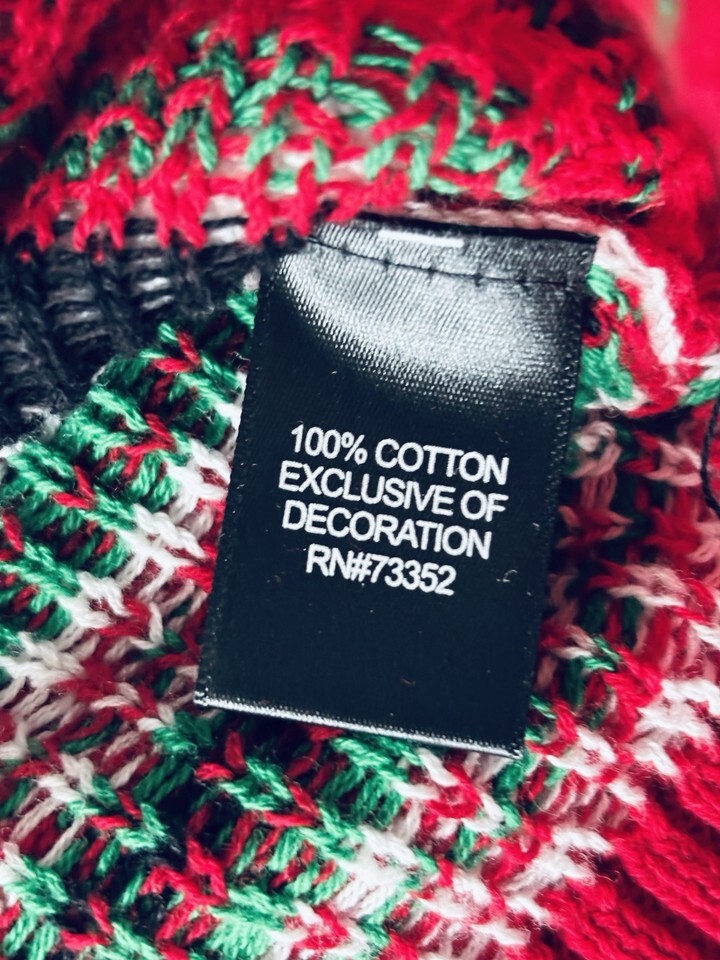 100% COTTON
EXCLUSIVE OF
DECORATION
RN#73352